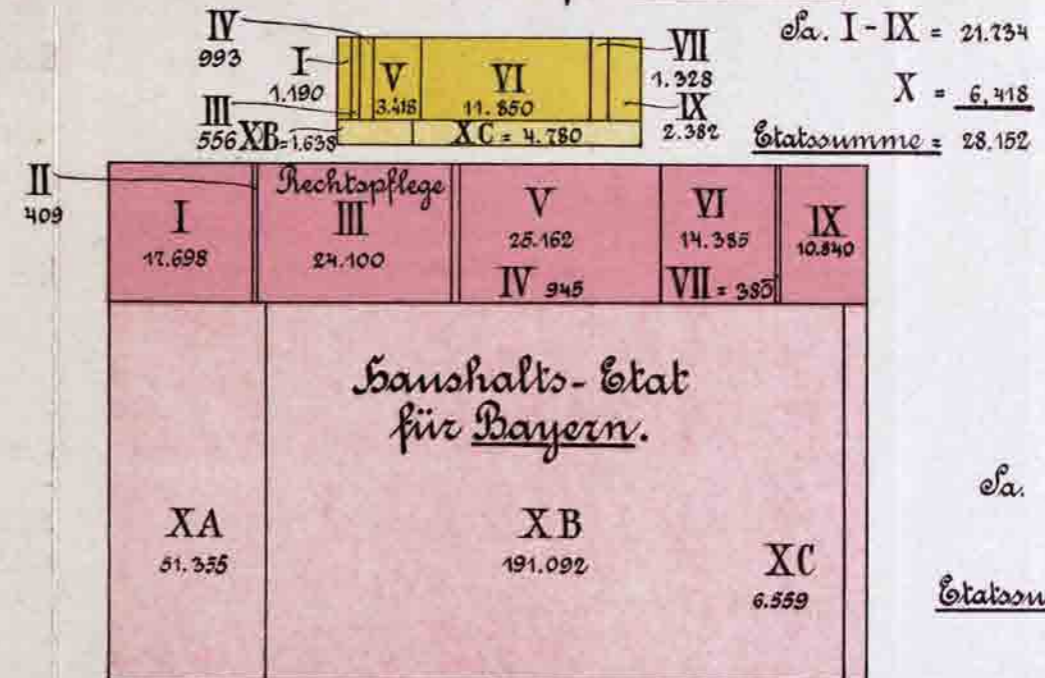 IV
993
I
1.190
III
556
V
3.418
VI
11.850
VII
1.328
IX
2.382
XB=1.638
XC = 4.780
Sa. I-IX = 21.734
X = 6,418
Etatssumme = 28.152
II
409
I
17.698
Rechtspflege
III
24.100
V
25.162
IV 945
VI
14.385
VII = 385
IX
10.840
Haushalts-Etat
für Bayern.
XA
51.355
XB
191.092
XC
6.559
Sa.
Etatssu